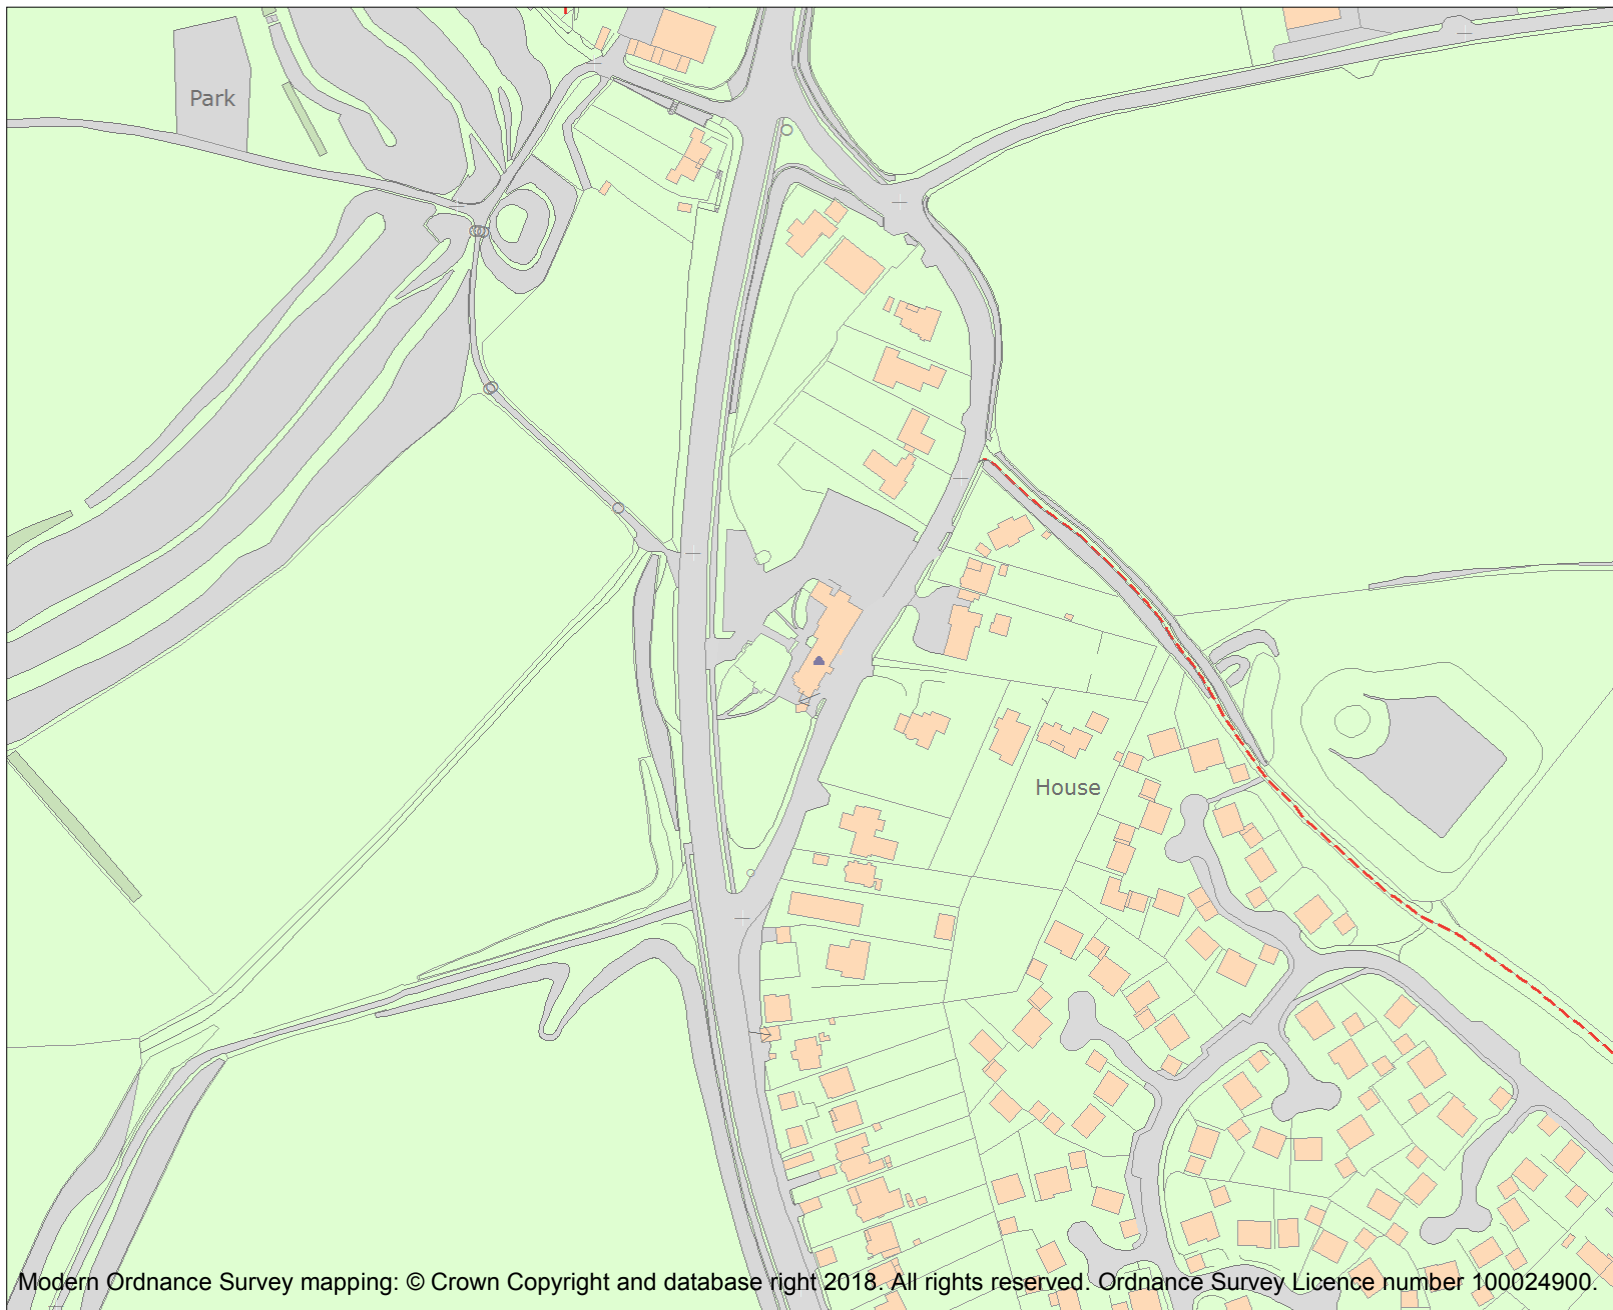 Park
House
Modern Ordnance Survey mapping: © Crown Copyright and database right 2018. All rights reserved. Ordnance Survey Licence number 100024900.